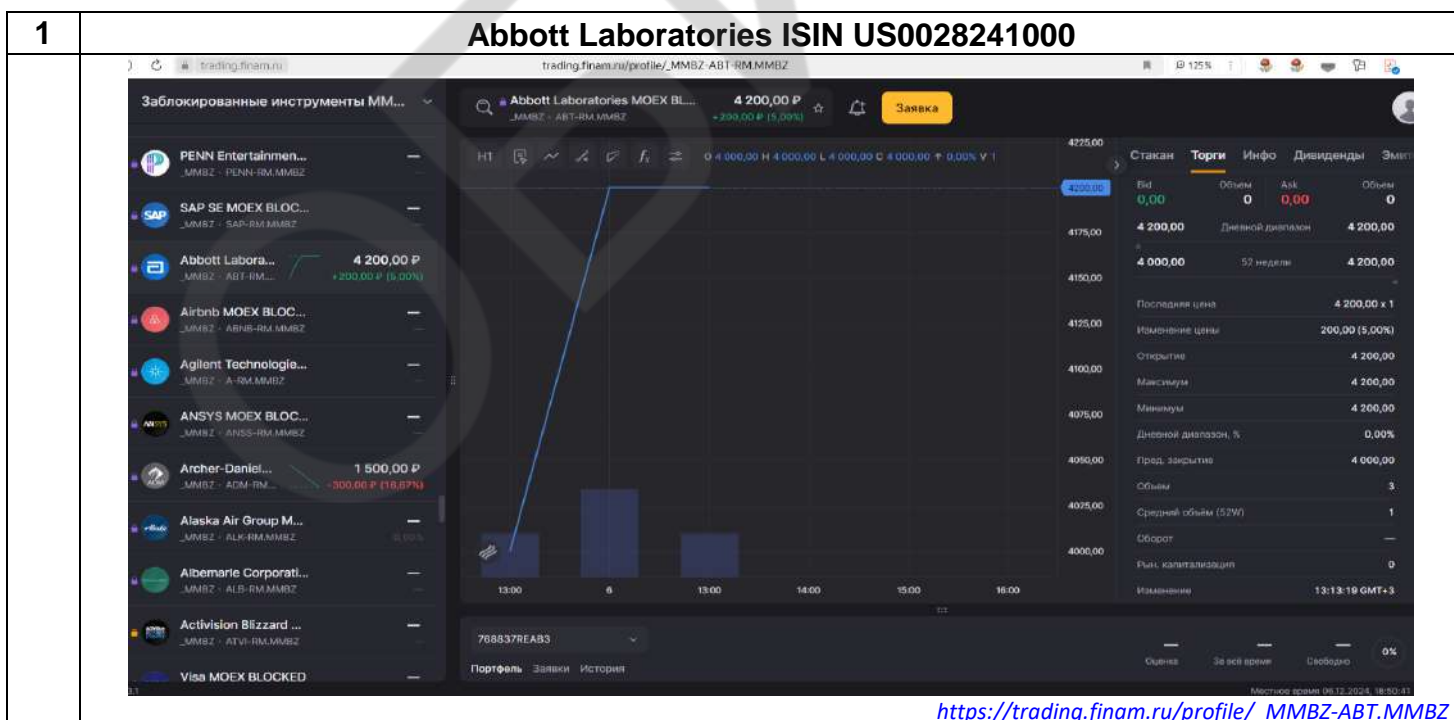 1
Abbott Laboratories ISIN US0028241000
trading.finam.ru
trading.finam.ru/profile/_MMBZ-ABT-RM.MMBZ
125%
Заблокированные инструменты MM...
Abbott Laboratories MOEX BL...
4 200,00 ₽
_MMBZ · ABT-RM.MMBZ
+200,00 ₽ (5,00%)
Заявка
PENN Entertainmen... —
_MMBZ · PENN-RM.MMBZ
SAP SE MOEX BLOC... —
_MMBZ · SAP-RM.MMBZ
Abbott Labora... 4 200,00 ₽
_MMBZ · ABT-RM.... +200,00 ₽ (5,00%)
Airbnb MOEX BLOC... —
_MMBZ · ABNB-RM.MMBZ
Agilent Technologie... —
_MMBZ · A-RM.MMBZ
ANSYS MOEX BLOC... —
_MMBZ · ANSS-RM.MMBZ
Archer-Daniel... 1 500,00 ₽
_MMBZ · ADM-RM.... -300,00 ₽ (16,67%)
Alaska Air Group M... —
_MMBZ · ALK-RM.MMBZ 0,00%
Albemarle Corporati... —
_MMBZ · ALB-RM.MMBZ
Activision Blizzard ... —
_MMBZ · ATVI-RM.MMBZ
Visa MOEX BLOCKED —
H1
O 4 000,00 H 4 000,00 L 4 000,00 C 4 000,00 0,00% V 1
4225,00
4200,00
4175,00
4150,00
4125,00
4100,00
4075,00
4050,00
4025,00
4000,00
13:00 6 13:00 14:00 15:00 16:00
768837REAB3
Портфель Заявки История
Стакан Торги Инфо Дивиденды Эмит
Bid Объем Ask Объем
0,00 0 0,00 0
4 200,00 Дневной диапазон 4 200,00
4 000,00 52 недели 4 200,00
Последняя цена 4 200,00 x 1
Изменение цены 200,00 (5,00%)
Открытие 4 200,00
Максимум 4 200,00
Минимум 4 200,00
Дневной диапазон, % 0,00%
Пред. закрытие 4 000,00
Объем 3
Средний объём (52W) 1
Оборот —
Рын. капитализация 0
Изменение 13:13:19 GMT+3
— — — 0%
Оценка За всё время Свободно
Местное время 06.12.2024, 18:50:41
https://trading.finam.ru/profile/_MMBZ-ABT.MMBZ